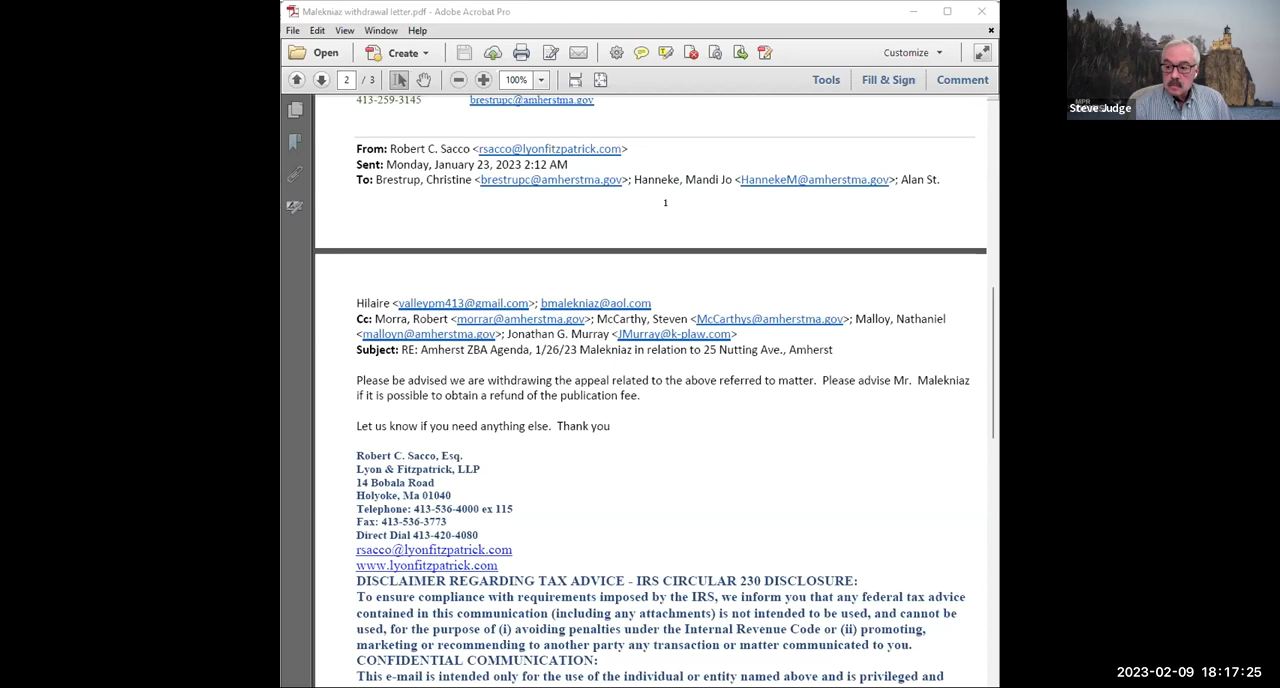 Malekniaz withdrawal letter.pdf - Adobe Acrobat Pro
File Edit View Window Help
Open Create Customize
2 / 3 100% Tools Fill & Sign Comment
413-259-3145 brestrupc@amherstma.gov
From: Robert C. Sacco <rsacco@lyonfitzpatrick.com>
Sent: Monday, January 23, 2023 2:12 AM
To: Brestrup, Christine <brestrupc@amherstma.gov>; Hanneke, Mandi Jo <HannekeM@amherstma.gov>; Alan St.
1
Hilaire <valleypm413@gmail.com>; bmalekniaz@aol.com
Cc: Morra, Robert <morrar@amherstma.gov>; McCarthy, Steven <McCarthys@amherstma.gov>; Malloy, Nathaniel
<malloyn@amherstma.gov>; Jonathan G. Murray <JMurray@k-plaw.com>
Subject: RE: Amherst ZBA Agenda, 1/26/23 Malekniaz in relation to 25 Nutting Ave., Amherst
Please be advised we are withdrawing the appeal related to the above referred to matter. Please advise Mr. Malekniaz
if it is possible to obtain a refund of the publication fee.
Let us know if you need anything else. Thank you
Robert C. Sacco, Esq.
Lyon & Fitzpatrick, LLP
14 Bobala Road
Holyoke, Ma 01040
Telephone: 413-536-4000 ex 115
Fax: 413-536-3773
Direct Dial 413-420-4080
rsacco@lyonfitzpatrick.com
www.lyonfitzpatrick.com
DISCLAIMER REGARDING TAX ADVICE - IRS CIRCULAR 230 DISCLOSURE:
To ensure compliance with requirements imposed by the IRS, we inform you that any federal tax advice
contained in this communication (including any attachments) is not intended to be used, and cannot be
used, for the purpose of (i) avoiding penalties under the Internal Revenue Code or (ii) promoting,
marketing or recommending to another party any transaction or matter communicated to you.
CONFIDENTIAL COMMUNICATION:
This e-mail is intended only for the use of the individual or entity named above and is privileged and
MPR
Steve Judge
2023-02-09 18:17:25